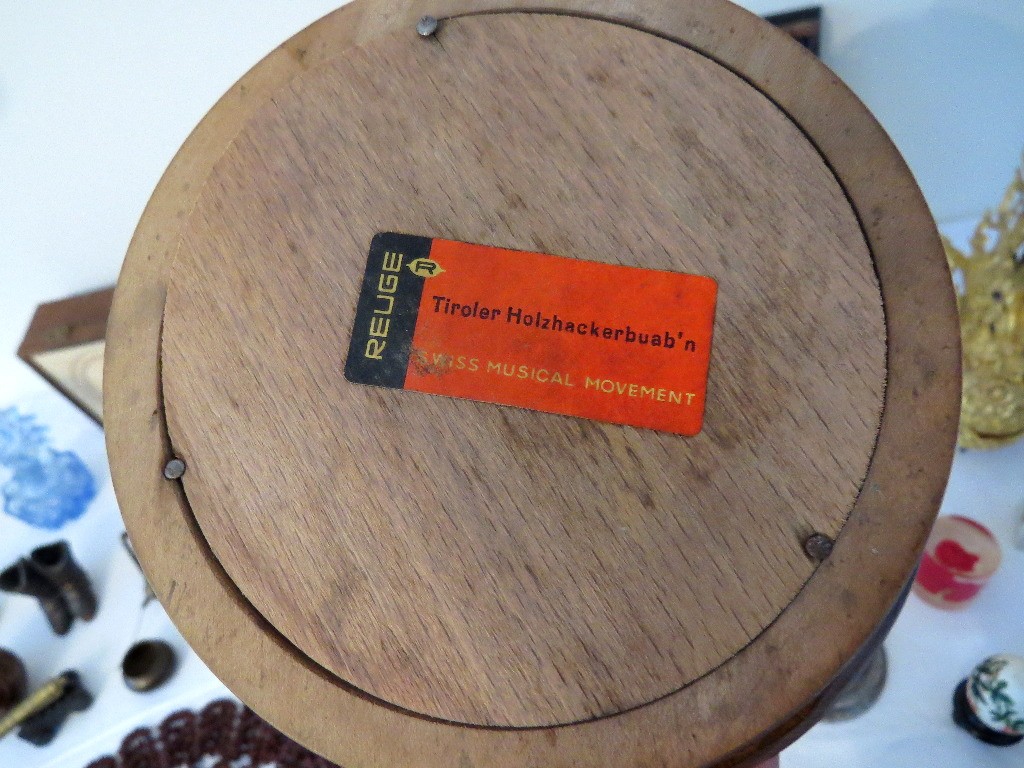 REUGE
R
Tiroler Holzhackerbuab'n
SWISS MUSICAL MOVEMENT